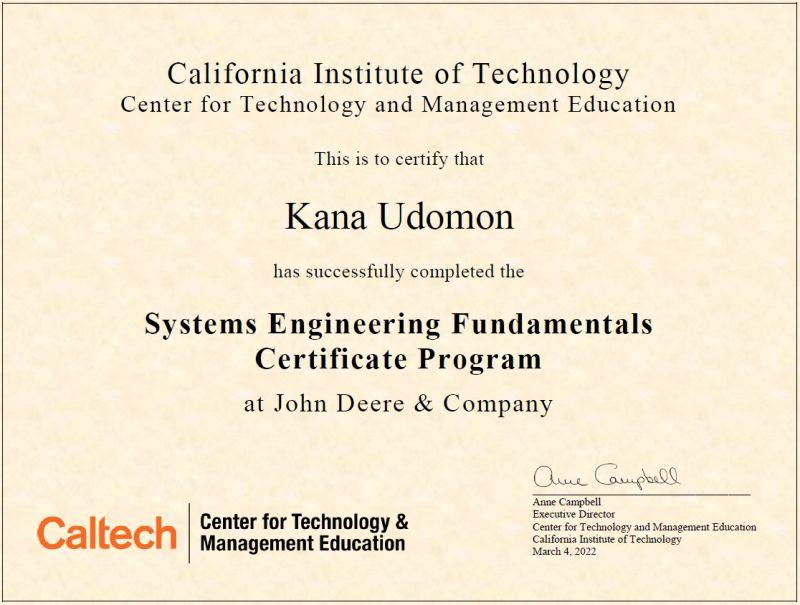 California Institute of Technology
Center for Technology and Management Education
This is to certify that
Kana Udomon
has successfully completed the
Systems Engineering Fundamentals
Certificate Program
at John Deere & Company
Anne Campbell
Anne Campbell
Executive Director
Center for Technology and Management Education
California Institute of Technology
March 4, 2022
Caltech
Center for Technology &
Management Education